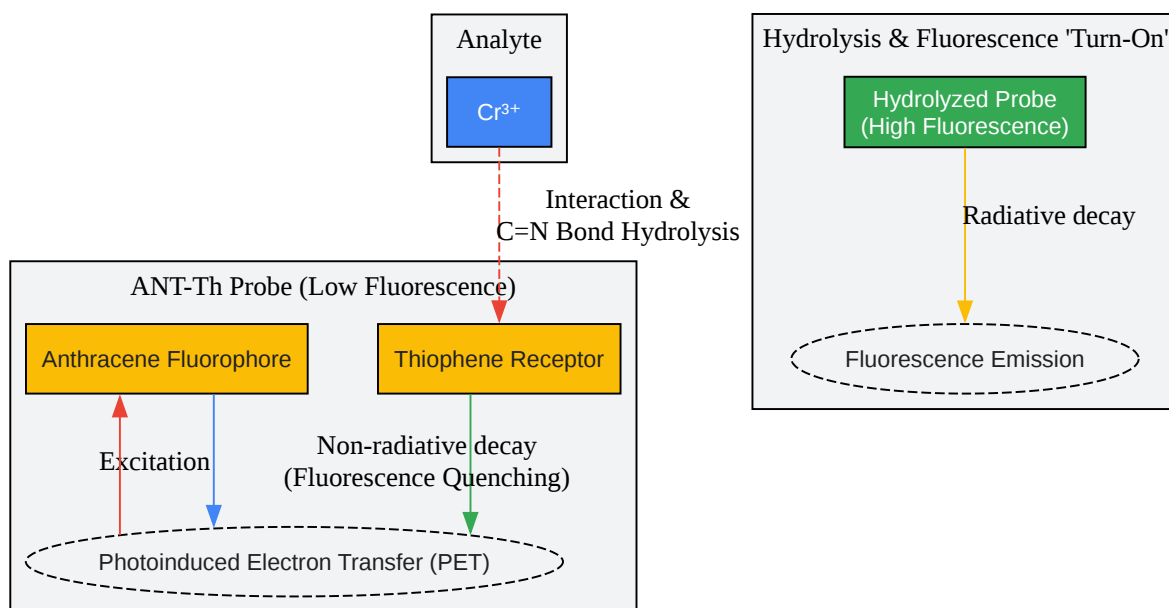 Analyte
Cr³⁺
Interaction &
C=N Bond Hydrolysis
ANT-Th Probe (Low Fluorescence)
Anthracene Fluorophore
Thiophene Receptor
Excitation
Non-radiative decay
(Fluorescence Quenching)
Photoinduced Electron Transfer (PET)
Hydrolysis & Fluorescence 'Turn-On'
Hydrolyzed Probe
(High Fluorescence)
Radiative decay
Fluorescence Emission